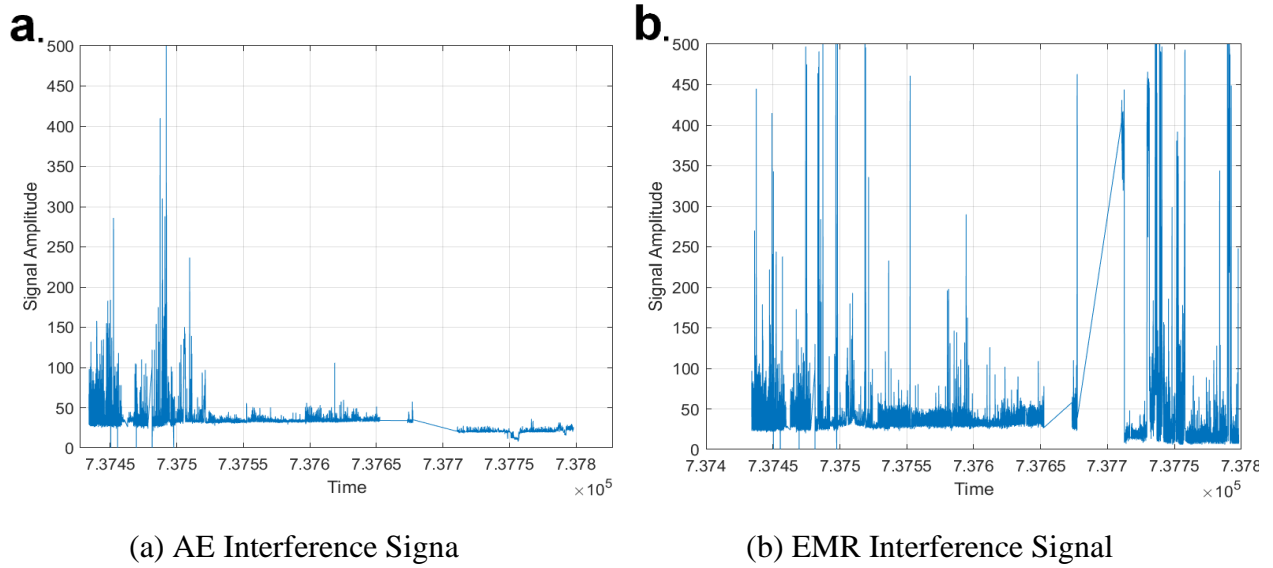 a.
500
450
400
350
300
250
200
150
100
50
0
Signal Amplitude
7.3745 7.375 7.3755 7.376 7.3765 7.377 7.3775 7.378
Time
×10^5
b.
500
450
400
350
300
250
200
150
100
50
0
Signal Amplitude
7.374 7.3745 7.375 7.3755 7.376 7.3765 7.377 7.3775 7.378
Time
×10^5
(a) AE Interference Signa
(b) EMR Interference Signal